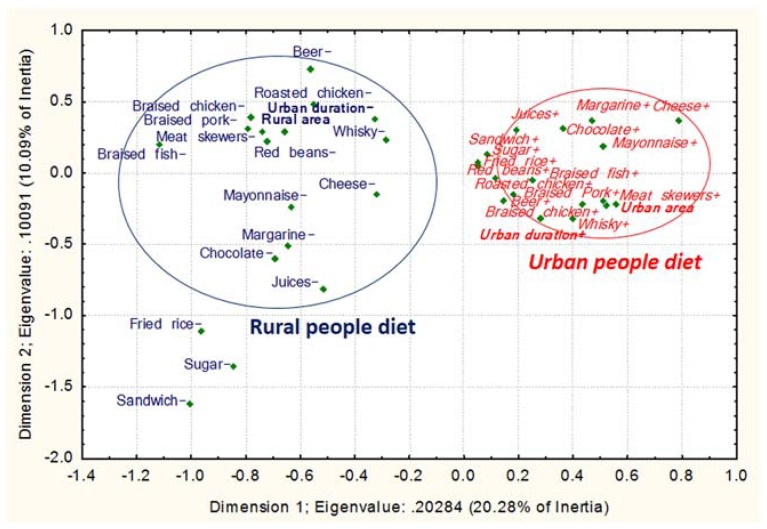 1.0
0.5
0.0
-0.5
-1.0
-1.5
-2.0
Dimension 2; Eigenvalue: .10091 (10.09% of Inertia)
Beer-
Roasted chicken-
Braised chicken-
Urban duration-
Braised pork-
Rural area
Meat skewers-
Whisky-
Braised fish-
Red beans-
Cheese-
Mayonnaise-
Margarine-
Chocolate-
Juices-
Rural people diet
Fried rice-
Sugar-
Sandwich-
Margarine+ Cheese+
Juices+
Chocolate+
Sandwich+
Mayonnaise+
Sugar+
Fried rice+
Red beans+
Braised fish+
Roasted chicken+
Braised Pork+
Meat skewers+
Beer+
Urban area
Braised chicken+
Whisky+
Urban duration+
Urban people diet
-1.4 -1.2 -1.0 -0.8 -0.6 -0.4 -0.2 0.0 0.2 0.4 0.6 0.8 1.0
Dimension 1; Eigenvalue: .20284 (20.28% of Inertia)